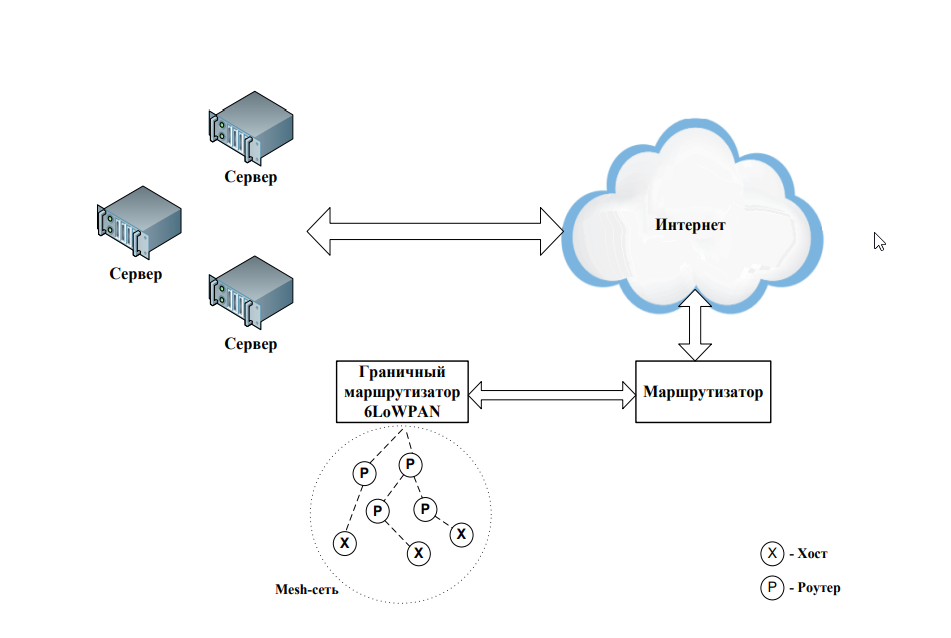 Сервер
Сервер
Сервер
Интернет
Граничный
маршрутизатор
6LoWPAN
Маршрутизатор
P
P
P
P
X
X
X
Mesh-сеть
X - Хост
P - Роутер